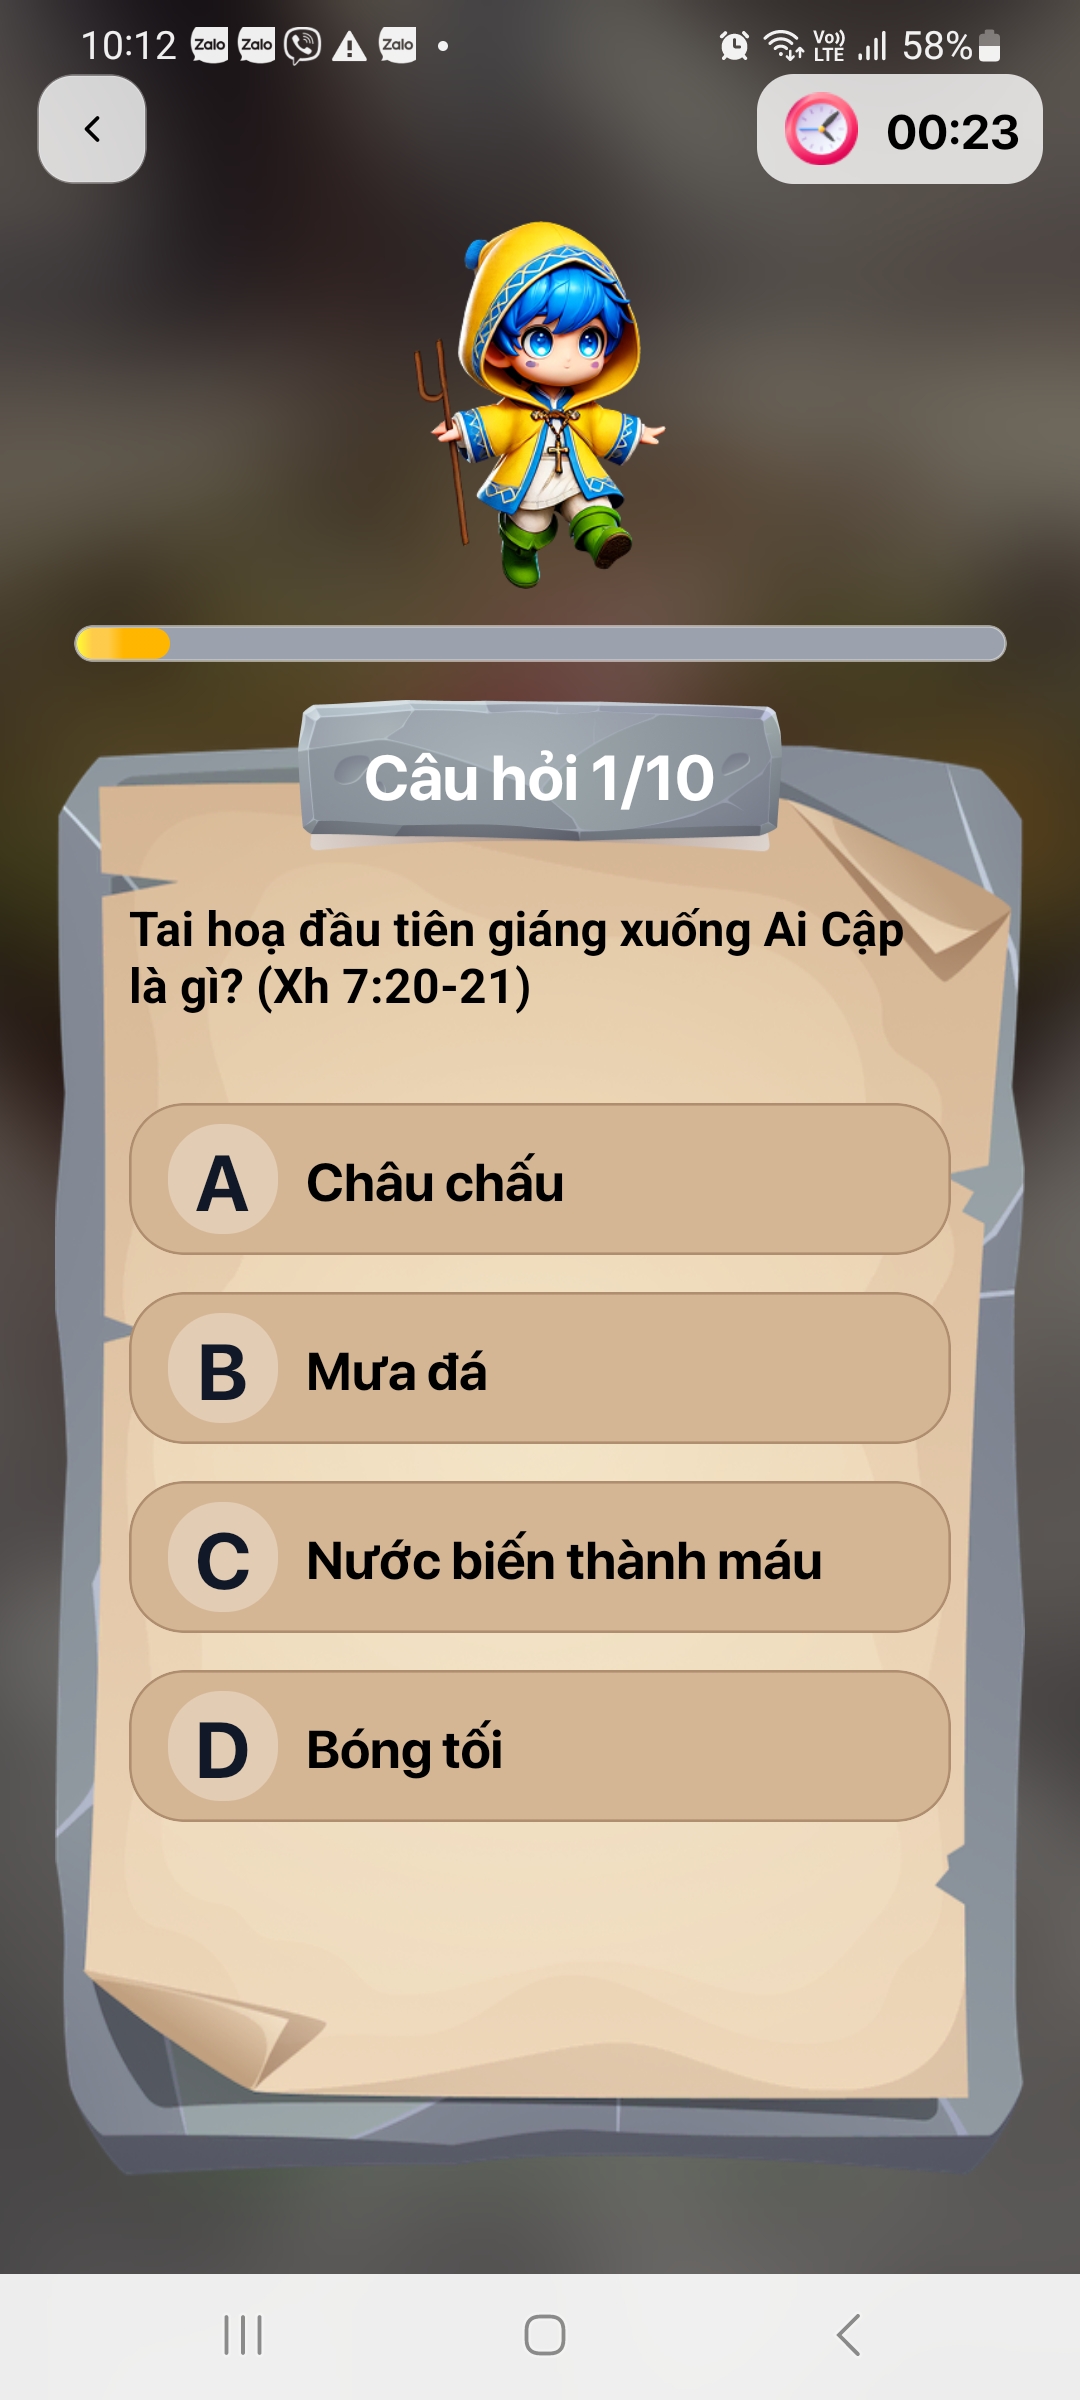 10:12 Zalo Zalo Zalo Vo)) LTE 58%
00:23
Câu hỏi 1/10
Tai hoạ đầu tiên giáng xuống Ai Cập
là gì? (Xh 7:20-21)
A Châu chấu
B Mưa đá
C Nước biến thành máu
D Bóng tối